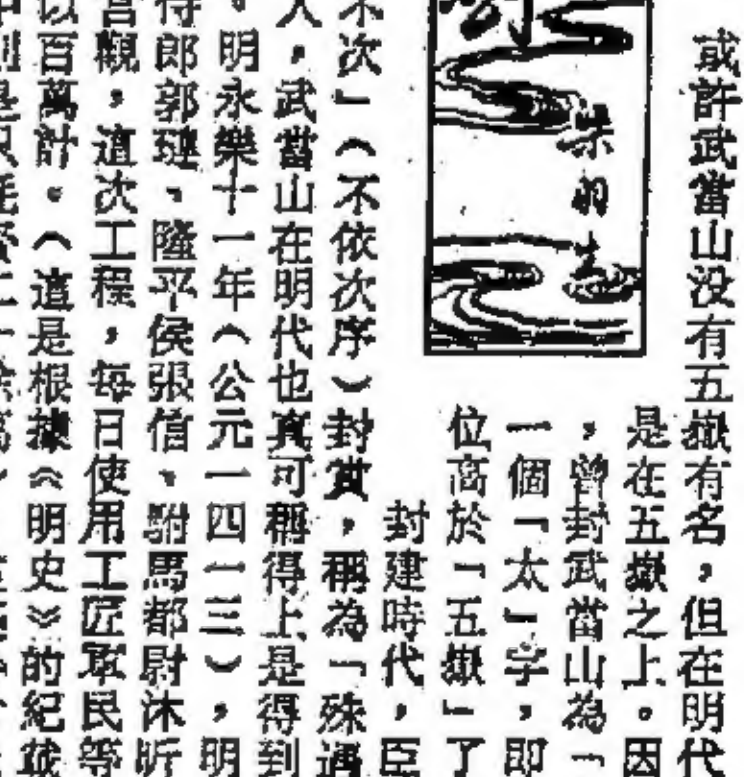 或許武當山没有五嶽有名，但在明代
是在五嶽之上。因
，曾封武當山為「
一個「太」字，即
位高於「五嶽」了
封建時代，臣
不次」（不依次序）封賞，稱為「殊遇
人，武當山在明代也真可稱得上是得到
。明永樂十一年（公元一四一三），明
侍郎郭璡、隆平侯張信、駙馬都尉沐昕
宮觀，這次工程，每日使用工匠軍民等
以百萬計。（這是根據《明史》的紀載
朱的